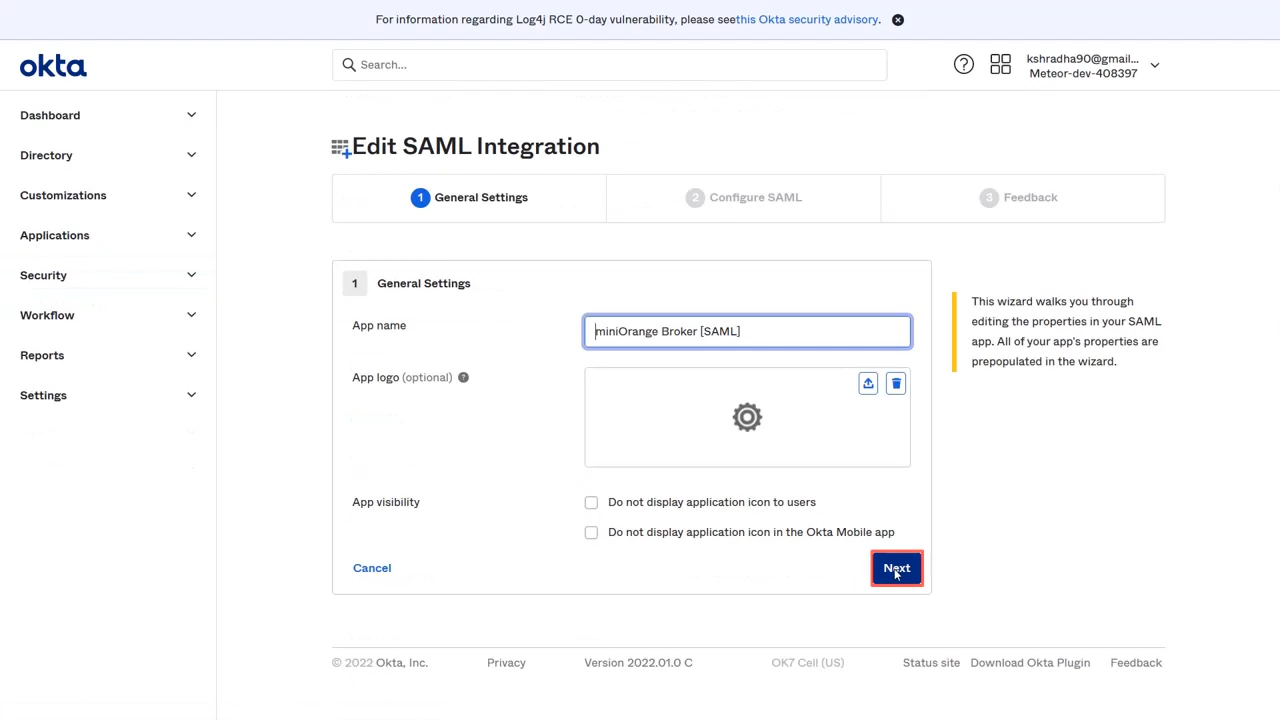 For information regarding Log4j RCE 0-day vulnerability, please seethis Okta security advisory.
okta
Search...
kshradha90@gmail...
Meteor-dev-408397
Dashboard
Directory
Customizations
Applications
Security
Workflow
Reports
Settings
Edit SAML Integration
1 General Settings
2 Configure SAML
3 Feedback
1 General Settings
App name
miniOrange Broker [SAML]
App logo (optional) ?
App visibility
Do not display application icon to users
Do not display application icon in the Okta Mobile app
Cancel
Next
This wizard walks you through
editing the properties in your SAML
app. All of your app's properties are
prepopulated in the wizard.
© 2022 Okta, Inc.
Privacy
Version 2022.01.0 C
OK7 Cell (US)
Status site
Download Okta Plugin
Feedback